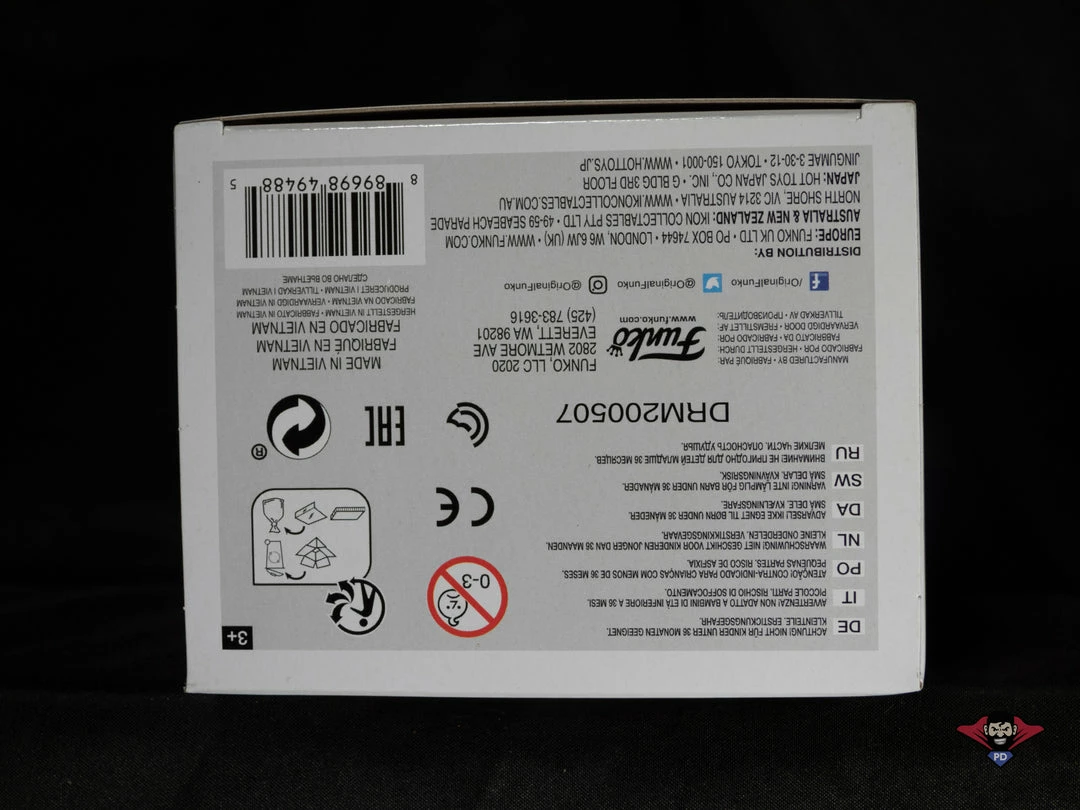 3+
DE
ACHTUNG! NICHT FÜR KINDER UNTER 36 MONATEN GEEIGNET.
KLEINTEILE. ERSTICKUNGSGEFAHR.
IT
AVVERTENZA! NON ADATTO A BAMBINI DI ETÀ INFERIORE A 36 MESI.
PICCOLE PARTI. RISCHIO DI SOFFOCAMENTO.
PO
ATENÇÃO! CONTRA-INDICADO PARA CRIANÇAS COM MENOS DE 36 MESES.
PEQUENAS PARTES. RISCO DE ASFIXIA.
NL
WAARSCHUWING! NIET GESCHIKT VOOR KINDEREN JONGER DAN 36 MAANDEN.
KLEINE ONDERDELEN. VERSTIKKINGSGEVAAR.
DA
ADVARSEL! IKKE EGNET TIL BØRN UNDER 36 MÅNEDER.
SMÅ DELE. KVÆLNINGSFARE.
SW
VARNING! INTE LÄMPLIG FÖR BARN UNDER 36 MÅNADER.
SMÅ DELAR. KVÄVNINGSRISK.
RU
ВНИМАНИЕ! НЕ ПРИГОДНО ДЛЯ ДЕТЕЙ МЛАДШЕ 36 МЕСЯЦЕВ.
МЕЛКИЕ ЧАСТИ. ОПАСНОСТЬ УДУШЬЯ.
0-3
CE
EAC
®
DRM200507
MANUFACTURED BY • FABRIQUÉ PAR:
FABRICADO POR • HERGESTELLT DURCH:
FABBRICATO DA • FABRICADO POR:
VERVAARDIGD DOOR • FREMSTILLET AF:
TILLVERKAD AV • ПРОИЗВОДИТЕЛЬ:
Funko
www.funko.com
FUNKO, LLC 2020
2802 WETMORE AVE
EVERETT, WA 98201
(425) 783-3616
MADE IN VIETNAM
FABRIQUÉ EN VIETNAM
FABRICADO EN VIETNAM
HERGESTELLT IN VIETNAM • FABBRICATO IN VIETNAM
FABRICADO NA VIETNAM • VERVAARDIGD IN VIETNAM
PRODUCERET I VIETNAM • TILLVERKAD I VIETNAM
СДЕЛАНО ВО ВЬЕТНАМЕ
/OriginalFunko
@OriginalFunko
@OriginalFunko
DISTRIBUTION BY:
EUROPE: FUNKO UK LTD • PO BOX 74644 • LONDON, W6 6JW (UK) • WWW.FUNKO.COM
AUSTRALIA & NEW ZEALAND: IKON COLLECTABLES PTY LTD • 49-59 SEABEACH PARADE
NORTH SHORE, VIC 3214 AUSTRALIA • WWW.IKONCOLLECTABLES.COM.AU
JAPAN: HOT TOYS JAPAN CO., INC. • G BLDG 3RD FLOOR
JINGUMAE 3-30-12 • TOKYO 150-0001 • WWW.HOTTOYS.JP
8 89698 49488 5
PD